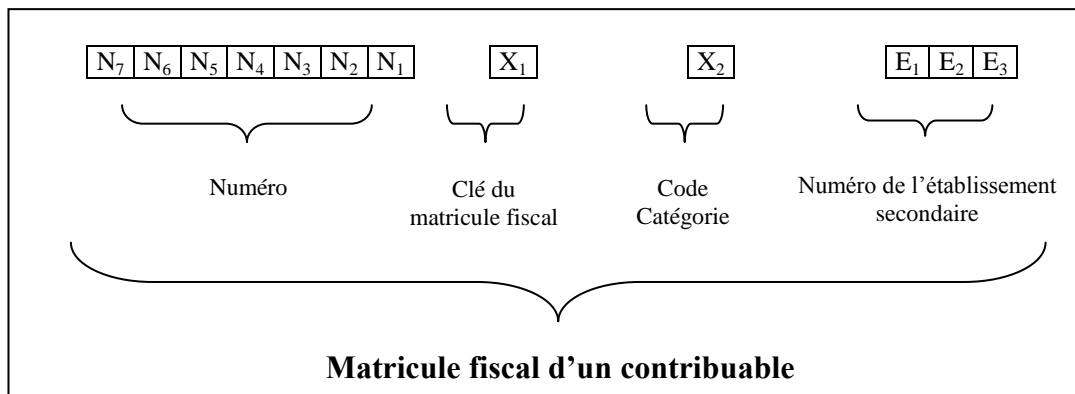 N₇ N₆ N₅ N₄ N₃ N₂ N₁ X₁ X₂ E₁ E₂ E₃
Numéro
Clé du
matricule fiscal
Code
Catégorie
Numéro de l’établissement
secondaire
Matricule fiscal d’un contribuable